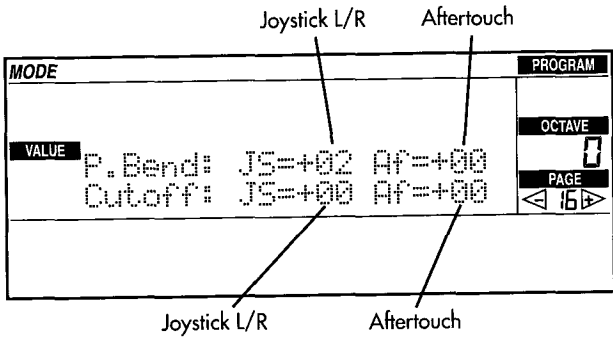 Joystick L/R Aftertouch
MODE PROGRAM
OCTAVE
VALUE P.Bend: JS=+02 Af=+00 0
Cutoff: JS=+00 Af=+00 PAGE
- 16 +
Joystick L/R Aftertouch